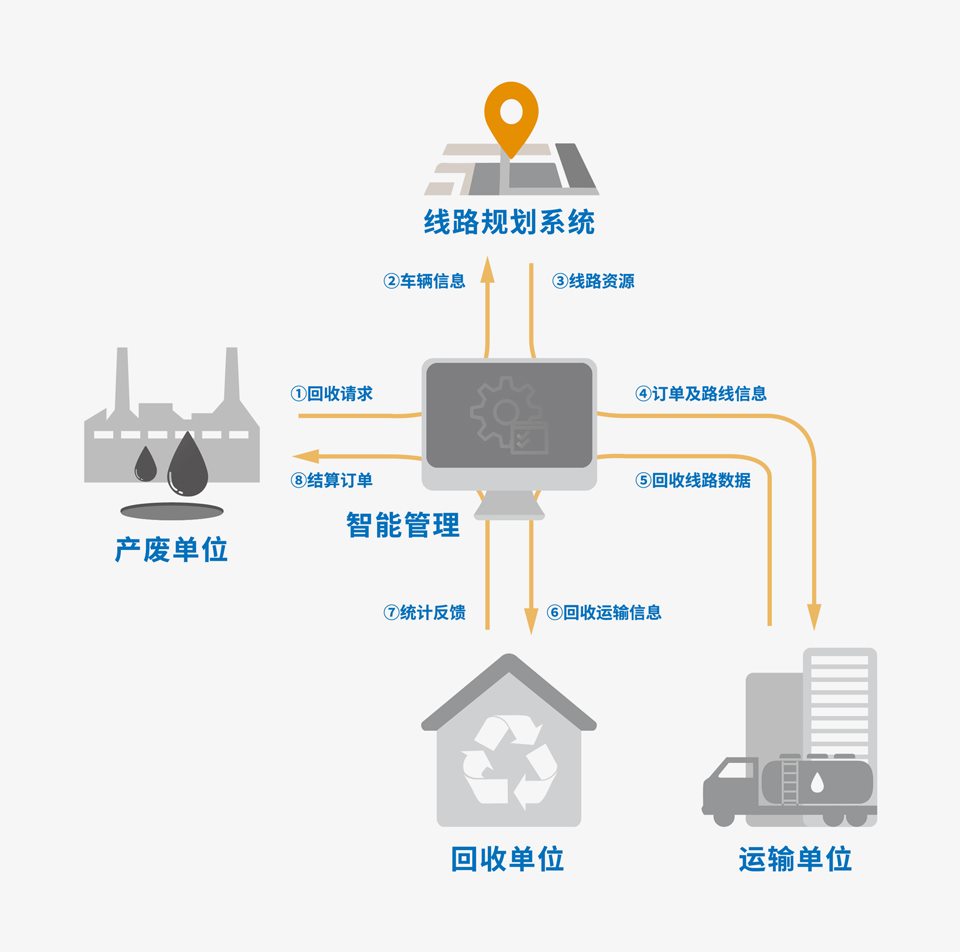 线路规划系统
②车辆信息
③线路资源
①回收请求
④订单及路线信息
⑧结算订单
⑤回收线路数据
智能管理
产废单位
⑦统计反馈
⑥回收运输信息
回收单位
运输单位